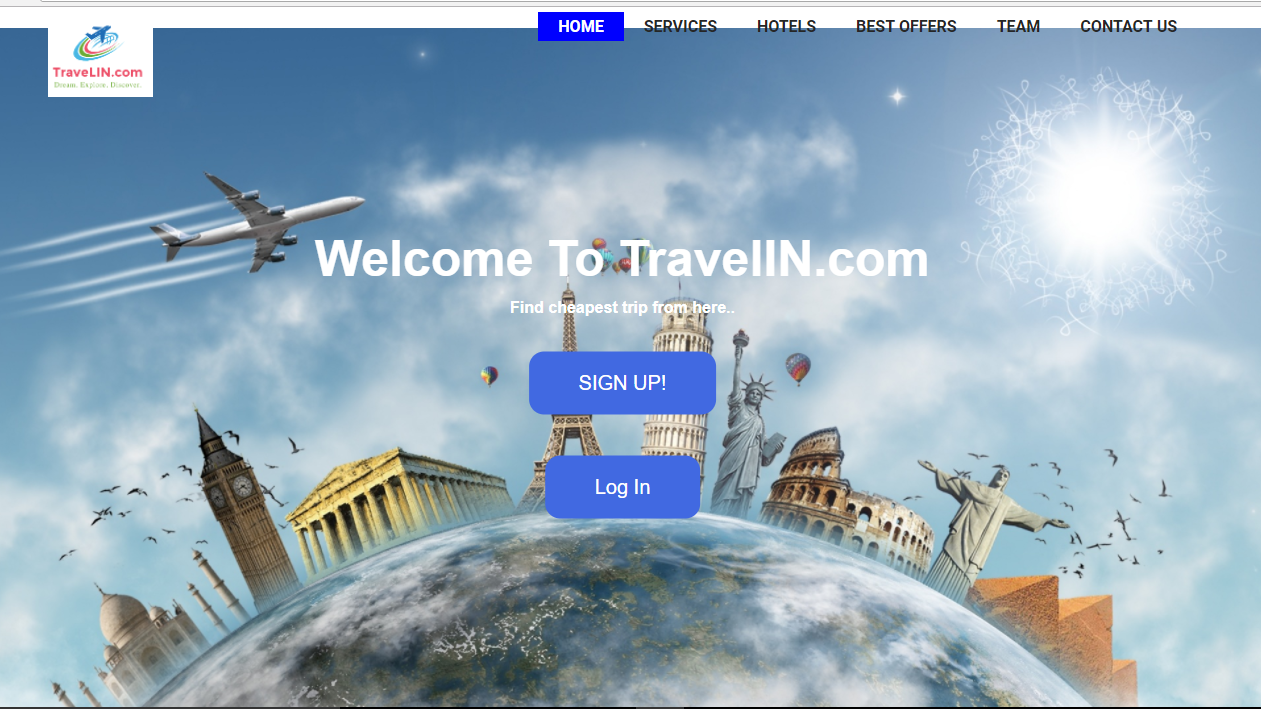 HOME SERVICES HOTELS BEST OFFERS TEAM CONTACT US
TraveLIN.com
Dream. Explore. Discover.
Welcome To TravelIN.com
Find cheapest trip from here..
SIGN UP!
Log In